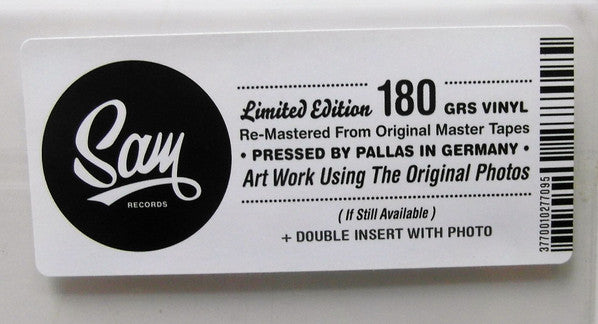 Sam
RECORDS
Limited Edition 180 GRS VINYL
Re-Mastered From Original Master Tapes
• PRESSED BY PALLAS IN GERMANY •
Art Work Using The Original Photos
( If Still Available )
+ DOUBLE INSERT WITH PHOTO
3770010277095